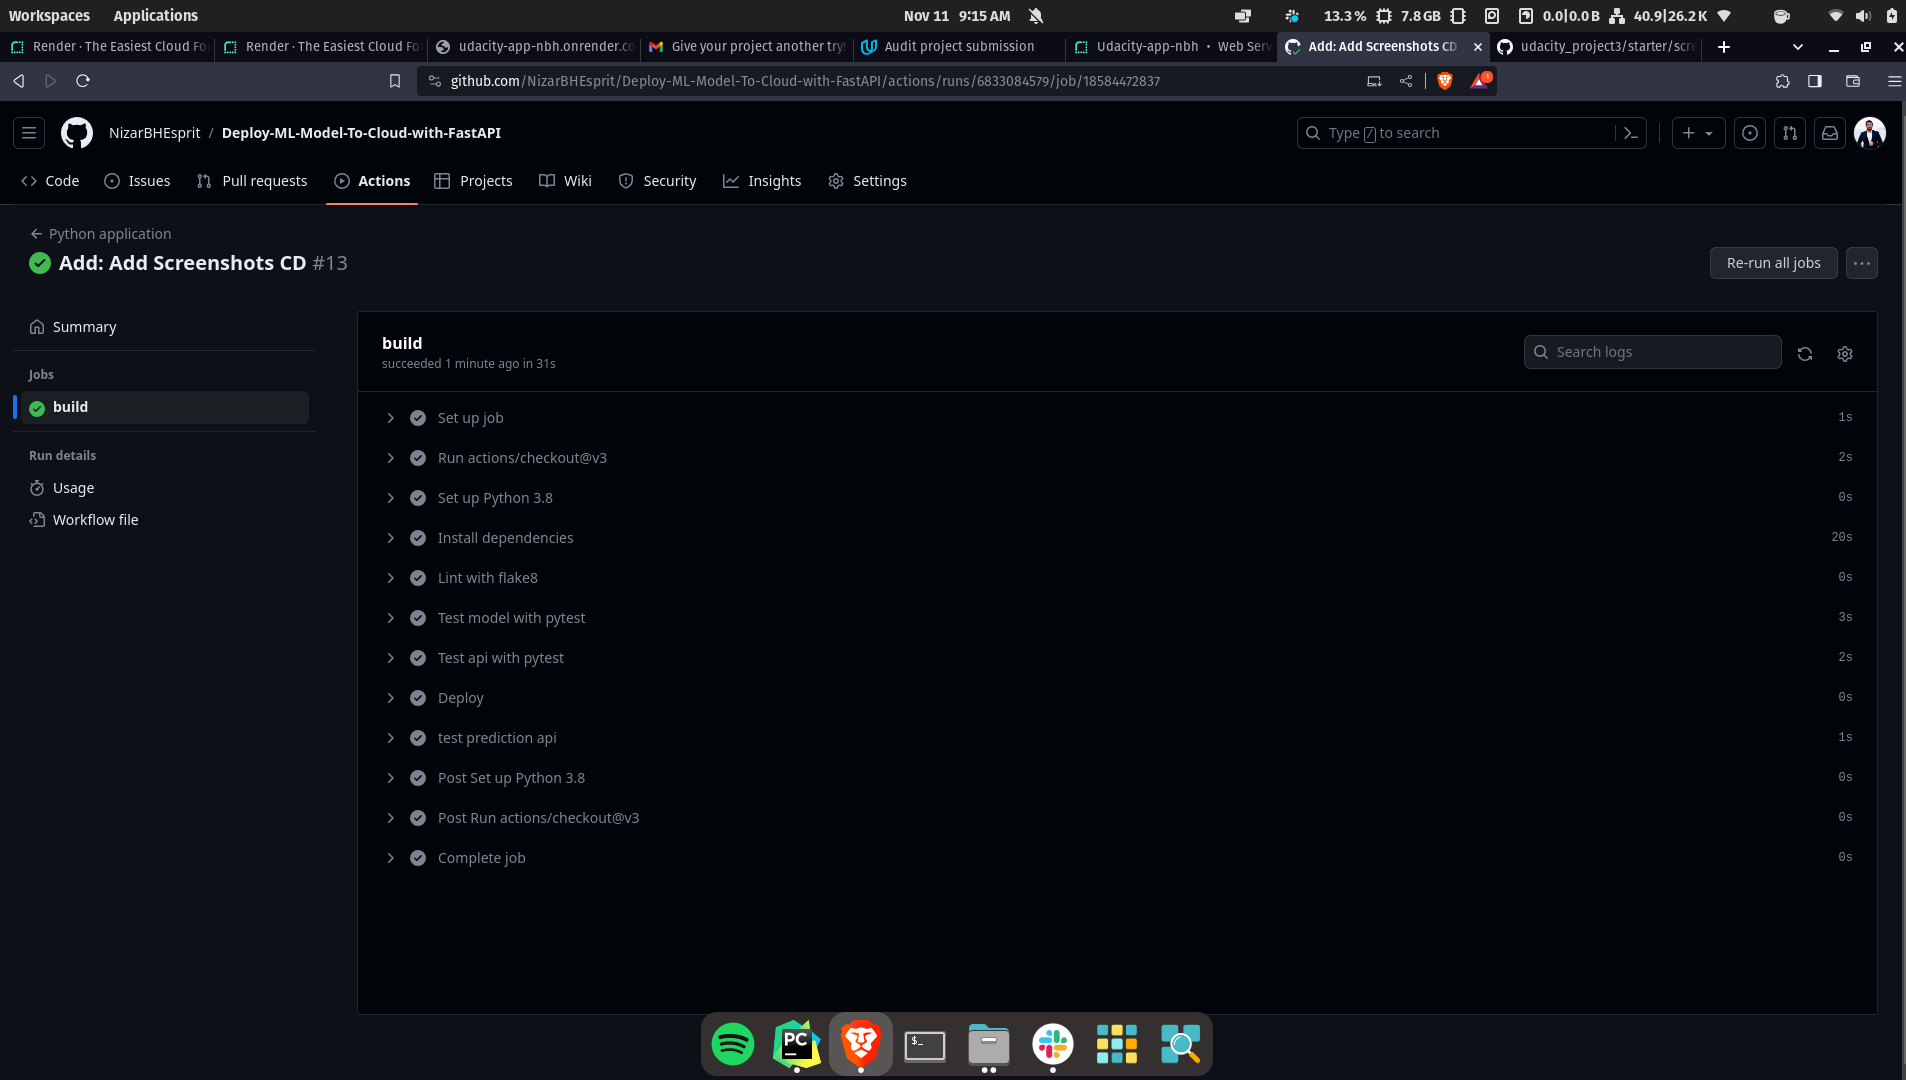 Workspaces Applications Nov 11 9:15 AM 13.3 % 7.8 GB 0.0|0.0 B 40.9|26.2 K
Render · The Easiest Cloud Fo Render · The Easiest Cloud Fo udacity-app-nbh.onrender.co Give your project another try! Audit project submission Udacity-app-nbh • Web Serv Add: Add Screenshots CD udacity_project3/starter/scre
github.com/NizarBHEsprit/Deploy-ML-Model-To-Cloud-with-FastAPI/actions/runs/6833084579/job/18584472837 1
NizarBHEsprit / Deploy-ML-Model-To-Cloud-with-FastAPI Type / to search
Code Issues Pull requests Actions Projects Wiki Security Insights Settings
Python application
Add: Add Screenshots CD #13 Re-run all jobs
Summary
Jobs
build
Run details
Usage
Workflow file
build
succeeded 1 minute ago in 31s
Search logs
Set up job 1s
Run actions/checkout@v3 2s
Set up Python 3.8 0s
Install dependencies 20s
Lint with flake8 0s
Test model with pytest 3s
Test api with pytest 2s
Deploy 0s
test prediction api 1s
Post Set up Python 3.8 0s
Post Run actions/checkout@v3 0s
Complete job 0s
PC
$_